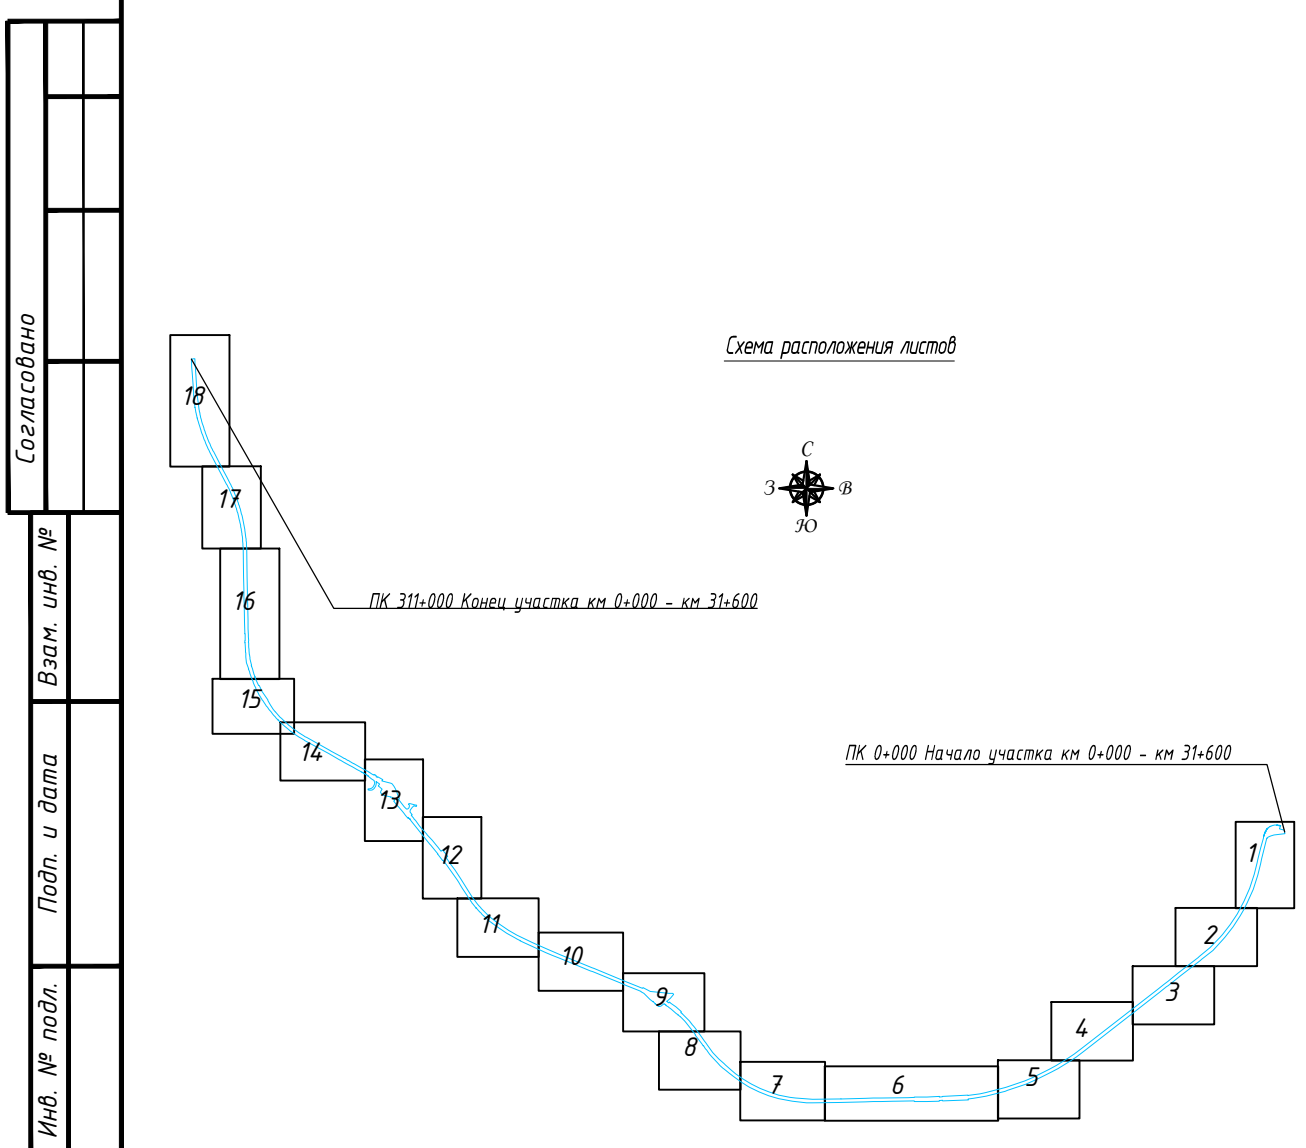 Согласовано
Взам. инв. №
Подп. и дата
Инв. № подл.
Схема расположения листов
С
З
В
Ю
18
17
ПК 311+000 Конец участка км 0+000 - км 31+600
16
15
14
ПК 0+000 Начало участка км 0+000 - км 31+600
13
12
1
11
2
10
3
9
4
8
5
7
6